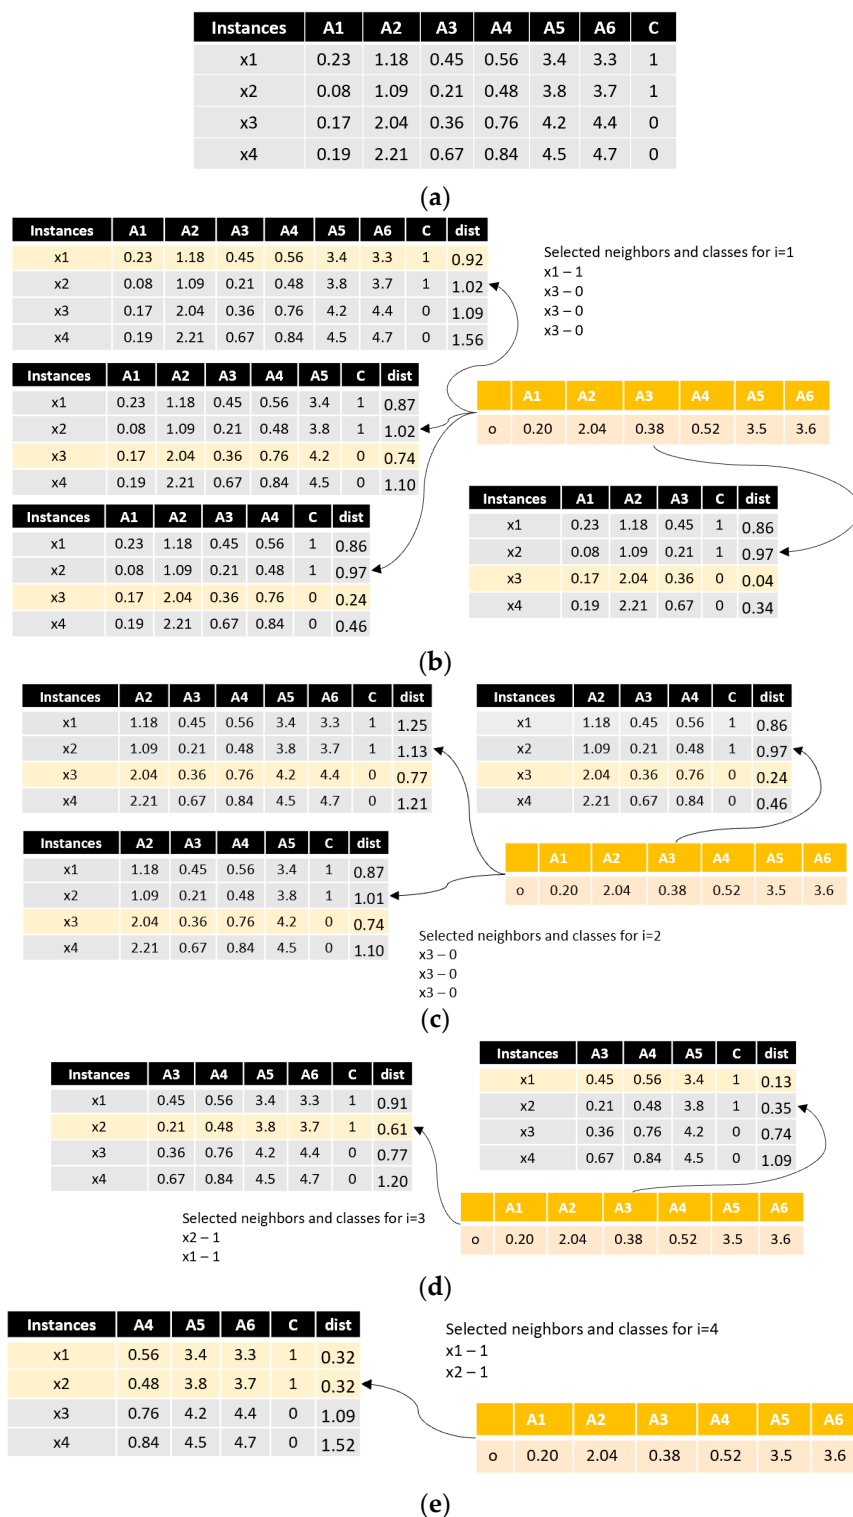 Instances A1 A2 A3 A4 A5 A6 C
x1 0.23 1.18 0.45 0.56 3.4 3.3 1
x2 0.08 1.09 0.21 0.48 3.8 3.7 1
x3 0.17 2.04 0.36 0.76 4.2 4.4 0
x4 0.19 2.21 0.67 0.84 4.5 4.7 0
(a)
Instances A1 A2 A3 A4 A5 A6 C dist
x1 0.23 1.18 0.45 0.56 3.4 3.3 1 0.92
x2 0.08 1.09 0.21 0.48 3.8 3.7 1 1.02
x3 0.17 2.04 0.36 0.76 4.2 4.4 0 1.09
x4 0.19 2.21 0.67 0.84 4.5 4.7 0 1.56
Selected neighbors and classes for i=1
x1 – 1
x3 – 0
x3 – 0
x3 – 0
Instances A1 A2 A3 A4 A5 C dist
x1 0.23 1.18 0.45 0.56 3.4 1 0.87
x2 0.08 1.09 0.21 0.48 3.8 1 1.02
x3 0.17 2.04 0.36 0.76 4.2 0 0.74
x4 0.19 2.21 0.67 0.84 4.5 0 1.10
A1 A2 A3 A4 A5 A6
o 0.20 2.04 0.38 0.52 3.5 3.6
Instances A1 A2 A3 A4 C dist
x1 0.23 1.18 0.45 0.56 1 0.86
x2 0.08 1.09 0.21 0.48 1 0.97
x3 0.17 2.04 0.36 0.76 0 0.24
x4 0.19 2.21 0.67 0.84 0 0.46
Instances A1 A2 A3 C dist
x1 0.23 1.18 0.45 1 0.86
x2 0.08 1.09 0.21 1 0.97
x3 0.17 2.04 0.36 0 0.04
x4 0.19 2.21 0.67 0 0.34
(b)
Instances A2 A3 A4 A5 A6 C dist
x1 1.18 0.45 0.56 3.4 3.3 1 1.25
x2 1.09 0.21 0.48 3.8 3.7 1 1.13
x3 2.04 0.36 0.76 4.2 4.4 0 0.77
x4 2.21 0.67 0.84 4.5 4.7 0 1.21
Instances A2 A3 A4 C dist
x1 1.18 0.45 0.56 1 0.86
x2 1.09 0.21 0.48 1 0.97
x3 2.04 0.36 0.76 0 0.24
x4 2.21 0.67 0.84 0 0.46
Instances A2 A3 A4 A5 C dist
x1 1.18 0.45 0.56 3.4 1 0.87
x2 1.09 0.21 0.48 3.8 1 1.01
x3 2.04 0.36 0.76 4.2 0 0.74
x4 2.21 0.67 0.84 4.5 0 1.10
A1 A2 A3 A4 A5 A6
o 0.20 2.04 0.38 0.52 3.5 3.6
Selected neighbors and classes for i=2
x3 – 0
x3 – 0
x3 – 0
(c)
Instances A3 A4 A5 A6 C dist
x1 0.45 0.56 3.4 3.3 1 0.91
x2 0.21 0.48 3.8 3.7 1 0.61
x3 0.36 0.76 4.2 4.4 0 0.77
x4 0.67 0.84 4.5 4.7 0 1.20
Instances A3 A4 A5 C dist
x1 0.45 0.56 3.4 1 0.13
x2 0.21 0.48 3.8 1 0.35
x3 0.36 0.76 4.2 0 0.74
x4 0.67 0.84 4.5 0 1.09
Selected neighbors and classes for i=3
x2 – 1
x1 – 1
A1 A2 A3 A4 A5 A6
o 0.20 2.04 0.38 0.52 3.5 3.6
(d)
Instances A4 A5 A6 C dist
x1 0.56 3.4 3.3 1 0.32
x2 0.48 3.8 3.7 1 0.32
x3 0.76 4.2 4.4 0 1.09
x4 0.84 4.5 4.7 0 1.52
Selected neighbors and classes for i=4
x1 – 1
x2 – 1
A1 A2 A3 A4 A5 A6
o 0.20 2.04 0.38 0.52 3.5 3.6
(e)